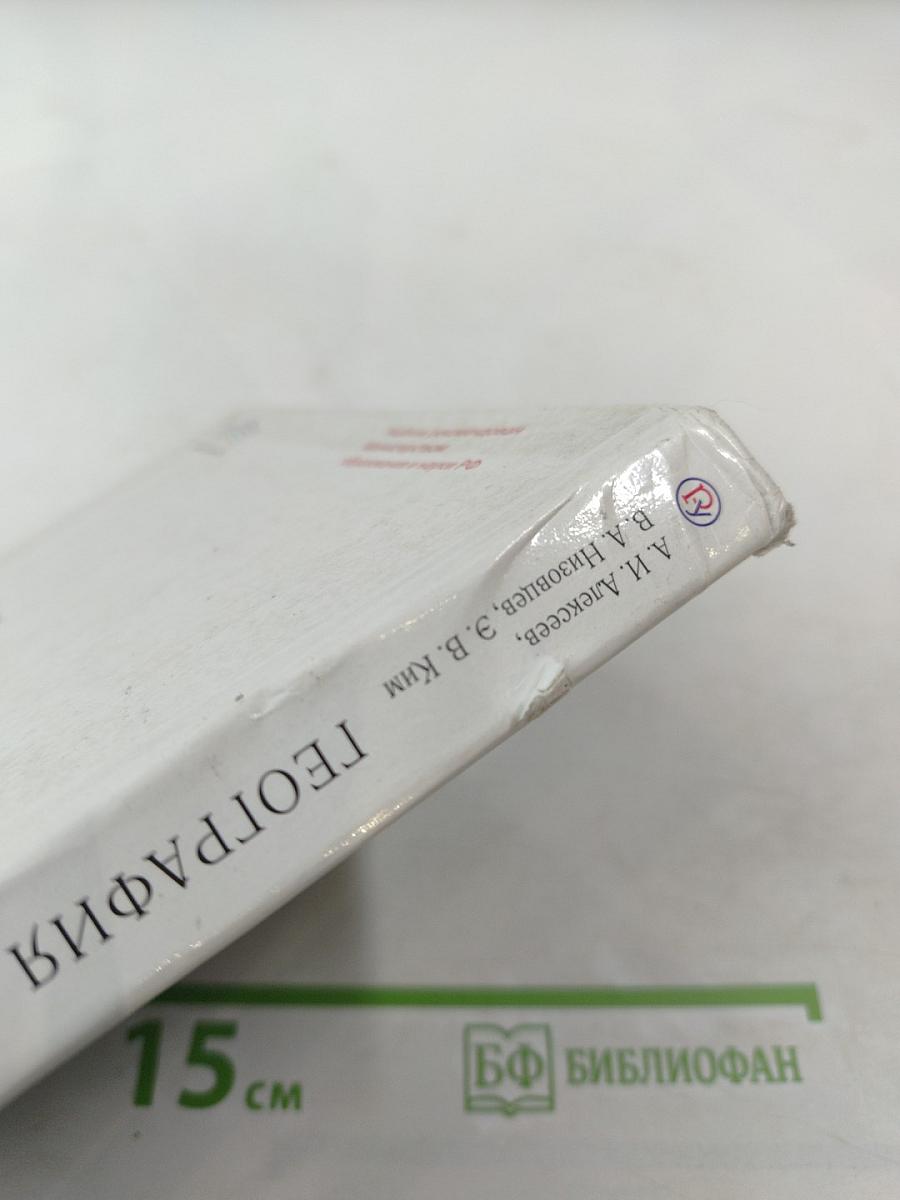 А. И. Алексеев,
В. А. Низовцев, Э. В. Ким
ГЕОГРАФИЯ
15 см
БФ БИБЛИОФАН